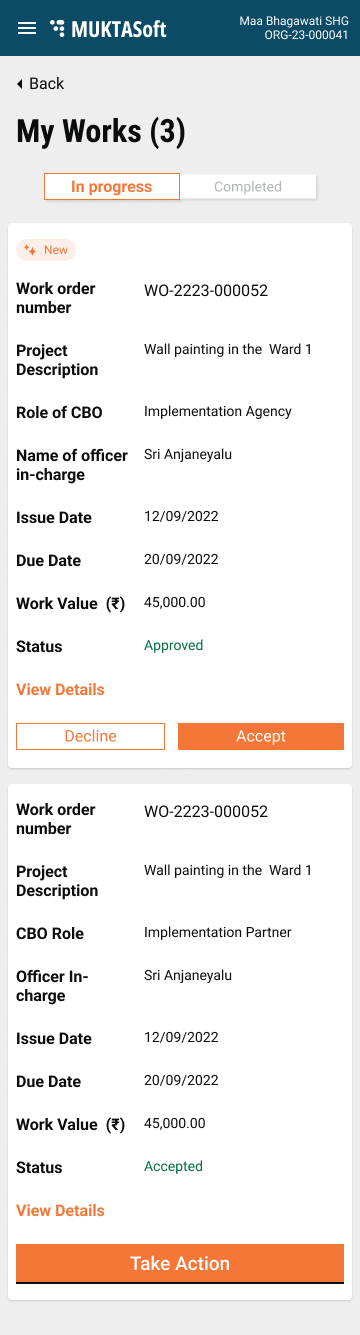 MUKTASoft
Maa Bhagawati SHG
ORG-23-000041
Back
My Works (3)
In progress
Completed
New
Work order number
WO-2223-000052
Project Description
Wall painting in the  Ward 1
Role of CBO
Implementation Agency
Name of officer in-charge
Sri Anjaneyalu
Issue Date
12/09/2022
Due Date
20/09/2022
Work Value  (₹)
45,000.00
Status
Approved
View Details
Decline
Accept
Work order number
WO-2223-000052
Project Description
Wall painting in the  Ward 1
CBO Role
Implementation Partner
Officer In-charge
Sri Anjaneyalu
Issue Date
12/09/2022
Due Date
20/09/2022
Work Value  (₹)
45,000.00
Status
Accepted
View Details
Take Action